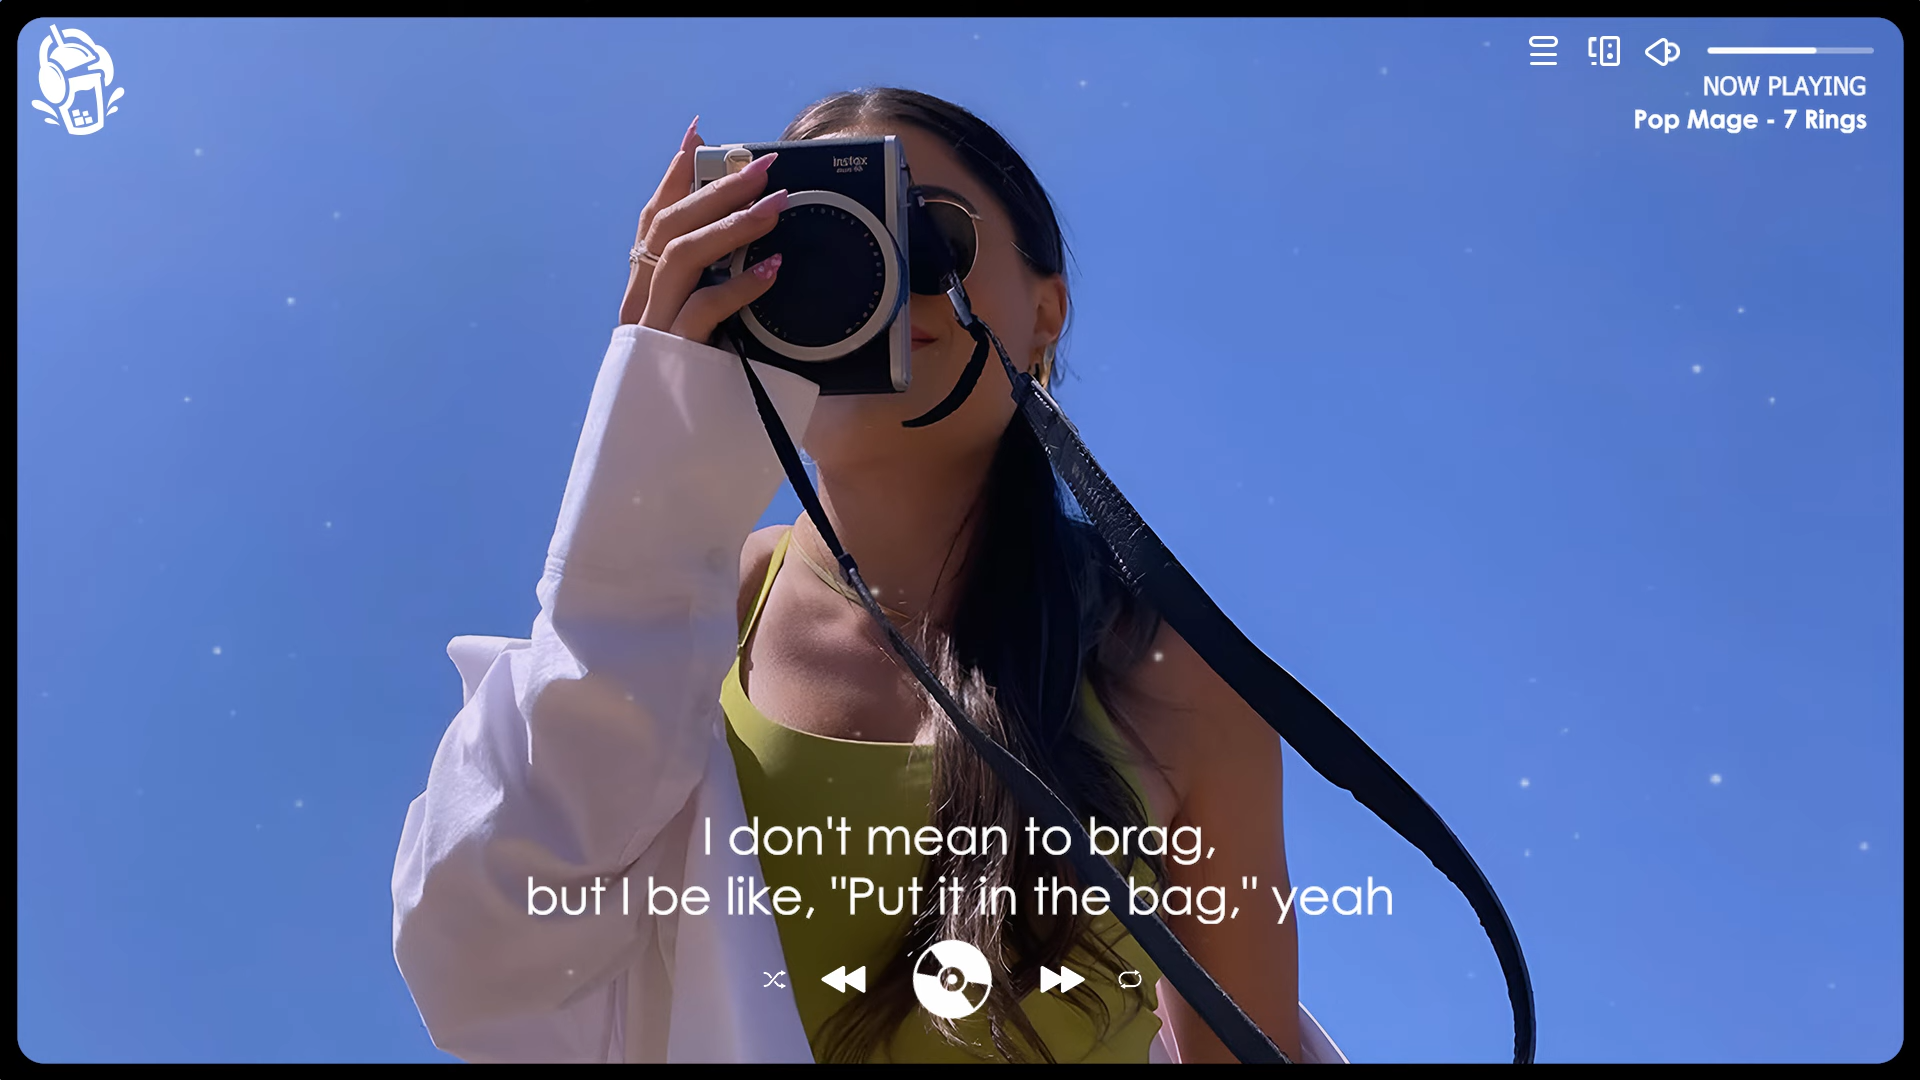 NOW PLAYING
Pop Mage - 7 Rings
instax
I don't mean to brag,
but I be like, "Put it in the bag," yeah